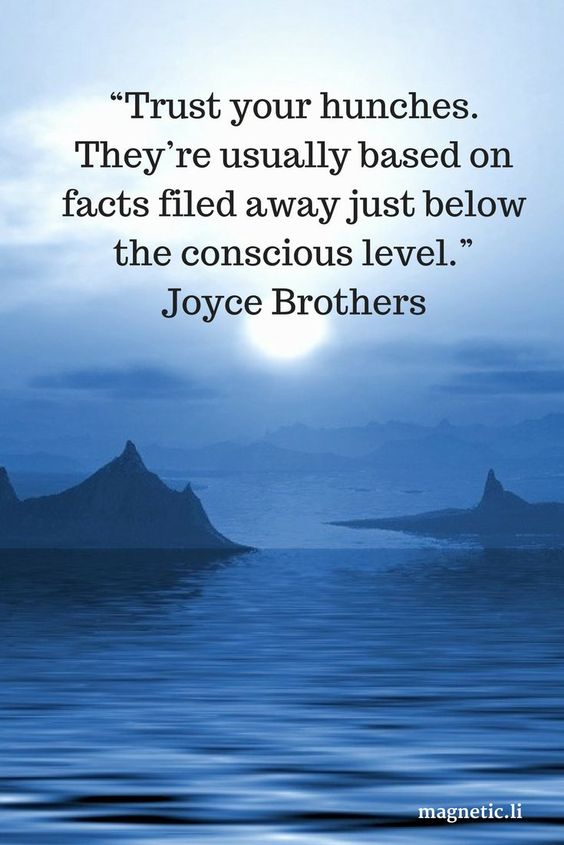 “Trust your hunches.
They’re usually based on
facts filed away just below
the conscious level.”
Joyce Brothers
magnetic.li